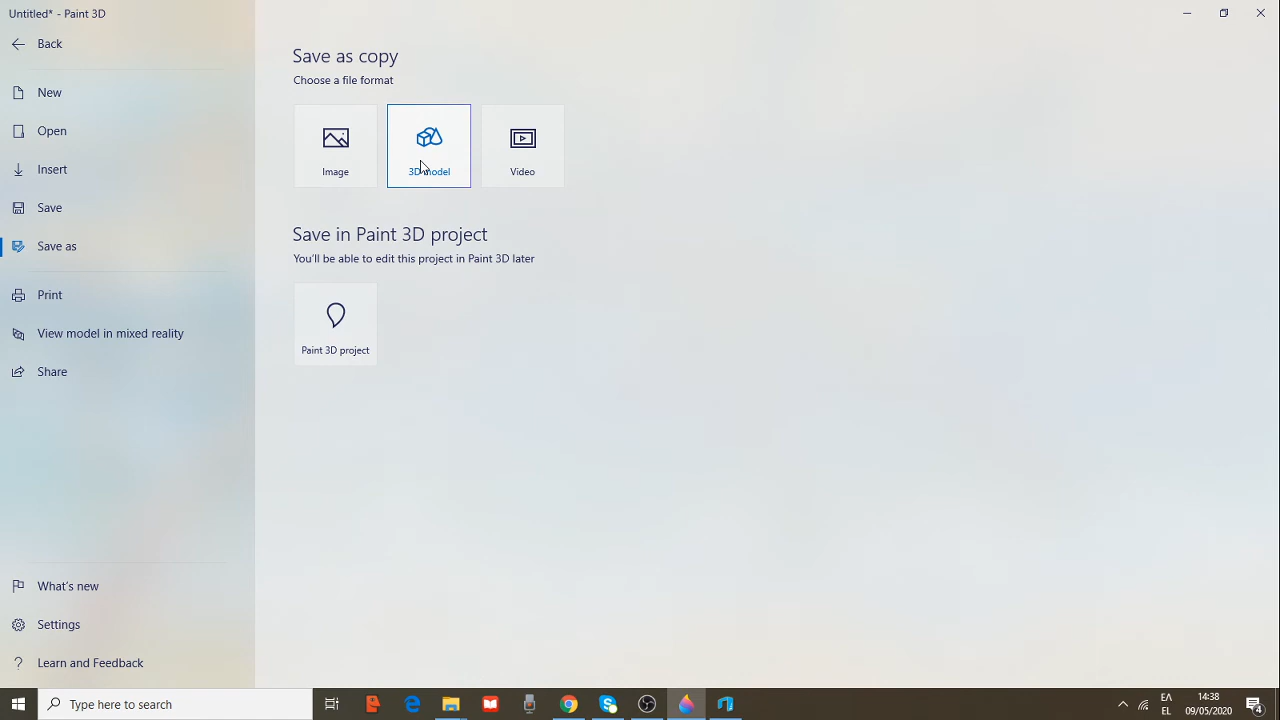 Untitled* - Paint 3D
Back
New
Open
Insert
Save
Save as
Print
View model in mixed reality
Share
What's new
Settings
Learn and Feedback
Save as copy
Choose a file format
Image
3D model
Video
Save in Paint 3D project
You'll be able to edit this project in Paint 3D later
Paint 3D project
Type here to search
ΕΛ
EL
14:38
09/05/2020
4